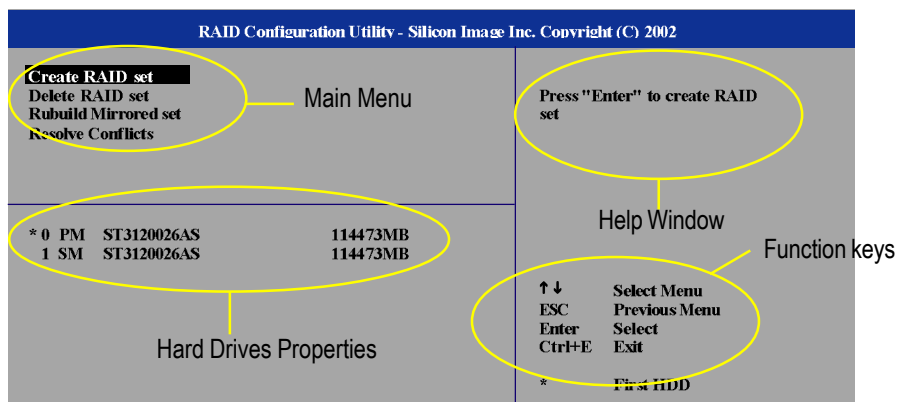 RAID Configuration Utility - Silicon Image Inc. Copyright (C) 2002
Create RAID set
Delete RAID set
Rubuild Mirrored set
Resolve Conflicts
Main Menu
Press "Enter" to create RAID
set
Help Window
* 0 PM ST3120026AS 114473MB
1 SM ST3120026AS 114473MB
Hard Drives Properties
Function keys
↑↓ Select Menu
ESC Previous Menu
Enter Select
Ctrl+E Exit
* First HDD